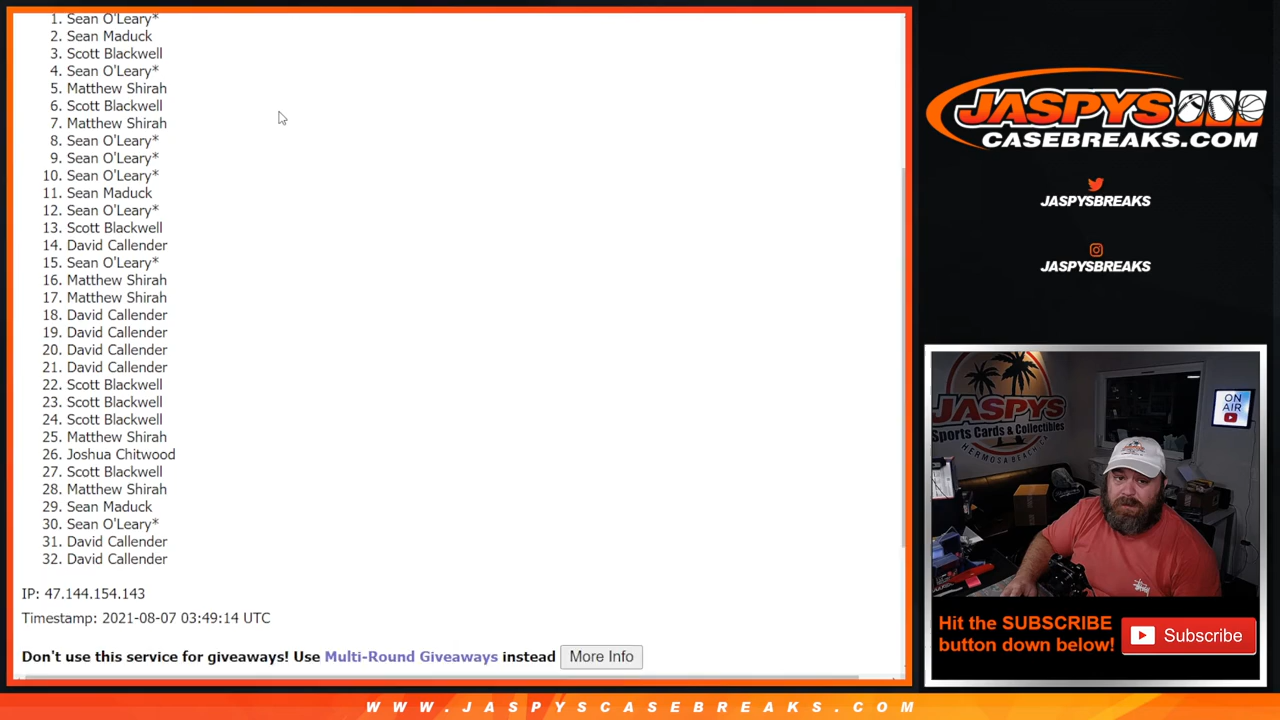 1. Sean O'Leary*
2. Sean Maduck
3. Scott Blackwell
4. Sean O'Leary*
5. Matthew Shirah
6. Scott Blackwell
7. Matthew Shirah
8. Sean O'Leary*
9. Sean O'Leary*
10. Sean O'Leary*
11. Sean Maduck
12. Sean O'Leary*
13. Scott Blackwell
14. David Callender
15. Sean O'Leary*
16. Matthew Shirah
17. Matthew Shirah
18. David Callender
19. David Callender
20. David Callender
21. David Callender
22. Scott Blackwell
23. Scott Blackwell
24. Scott Blackwell
25. Matthew Shirah
26. Joshua Chitwood
27. Scott Blackwell
28. Matthew Shirah
29. Sean Maduck
30. Sean O'Leary*
31. David Callender
32. David Callender
IP: 47.144.154.143
Timestamp: 2021-08-07 03:49:14 UTC
Don't use this service for giveaways! Use Multi-Round Giveaways instead More Info
JASPYS
CASEBREAKS.COM
JASPYSBREAKS
JASPYSBREAKS
JASPYS
Sports Cards & Collectibles
HERMOSA BEACH CA
ON
AIR
Hit the SUBSCRIBE
button down below!
Subscribe
WWW.JASPYSCASEBREAKS.COM